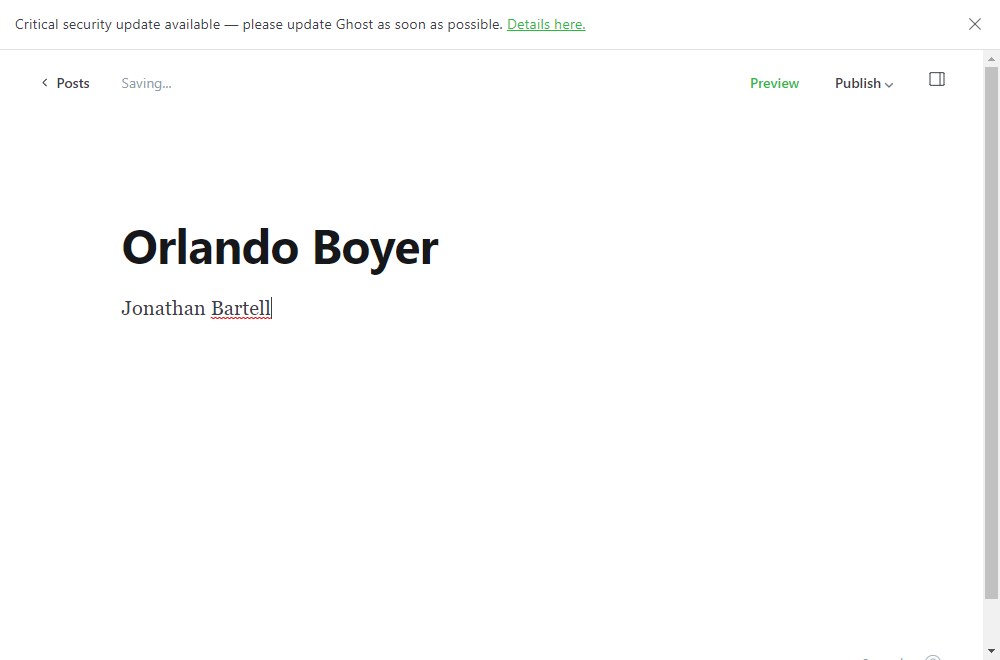 Critical security update available — please update Ghost as soon as possible. Details here.
Posts
Saving...
Preview
Publish
Orlando Boyer
Jonathan Bartell